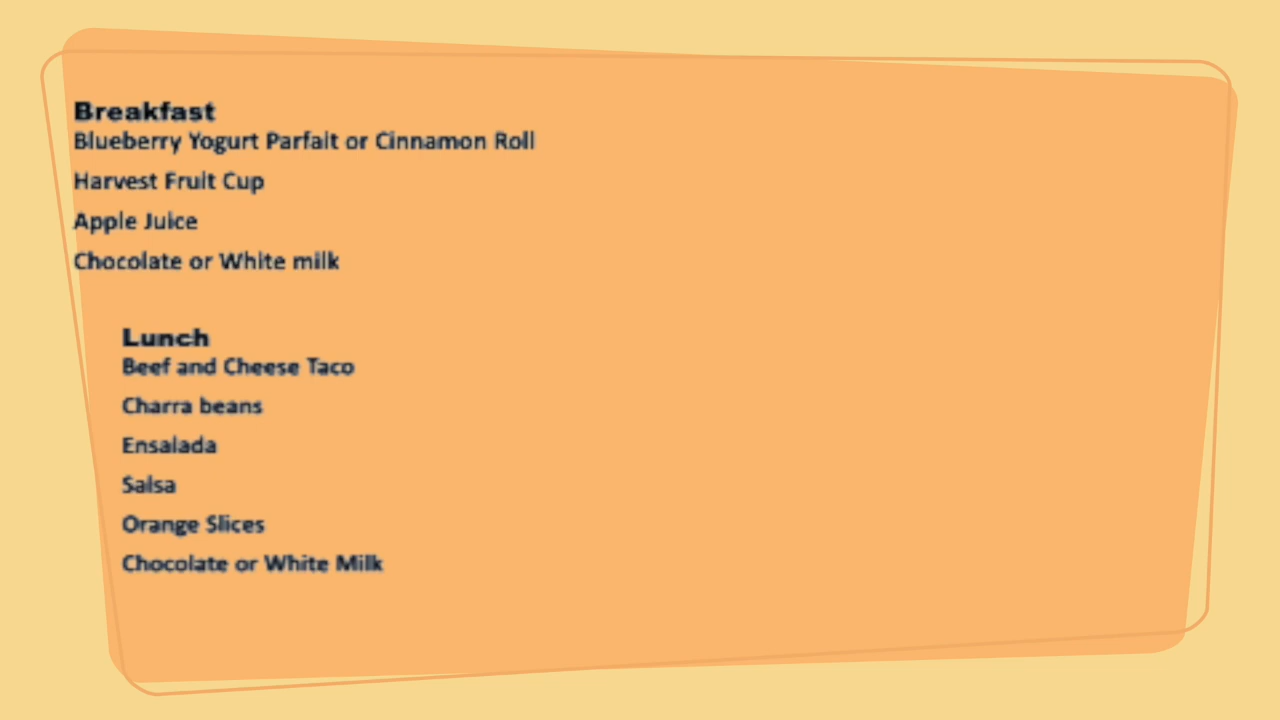 Breakfast
Blueberry Yogurt Parfait or Cinnamon Roll
Harvest Fruit Cup
Apple Juice
Chocolate or White milk
Lunch
Beef and Cheese Taco
Charra beans
Ensalada
Salsa
Orange Slices
Chocolate or White Milk